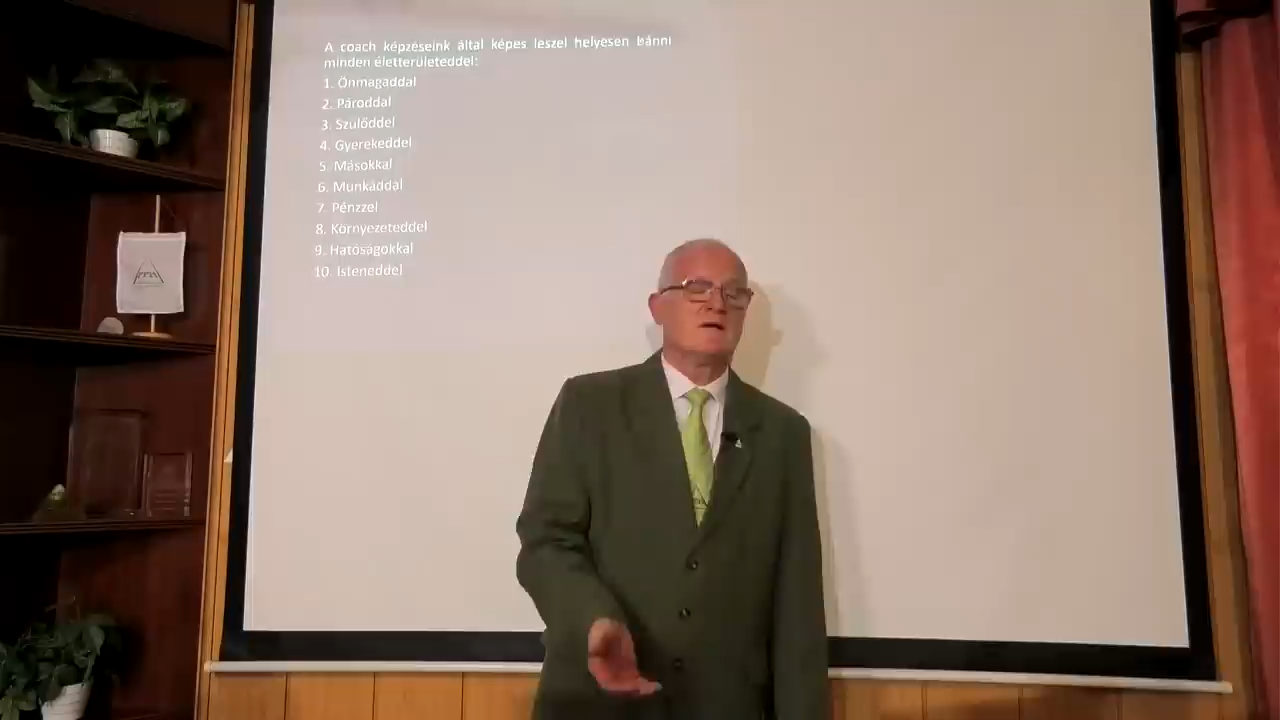 A coach képzéseink által képes leszel helyesen bánni
minden életterületeddel:
1. Önmagaddal
2. Pároddal
3. Szülőddel
4. Gyerekeddel
5. Másokkal
6. Munkáddal
7. Pénzzel
8. Környezeteddel
9. Hatóságokkal
10. Isteneddel